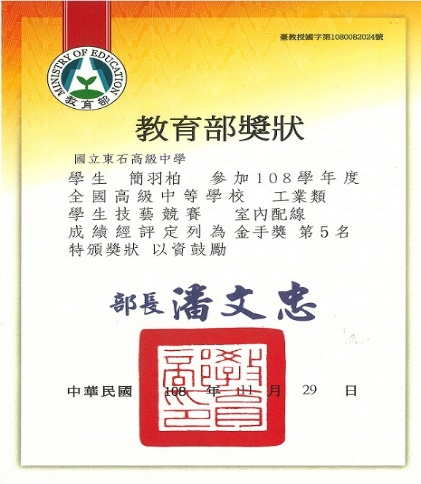 臺教授國字第1080082024號
MINISTRY OF EDUCATION
教育部
教育部獎狀
國立東石高級中學
學生 簡羽柏 參加108學年度
全國高級中等學校 工業類
學生技藝競賽 室內配線
成績經評定列為金手獎 第5名
特頒獎狀 以資鼓勵
部長 潘文忠
中華民國 108 年 11 月 29 日